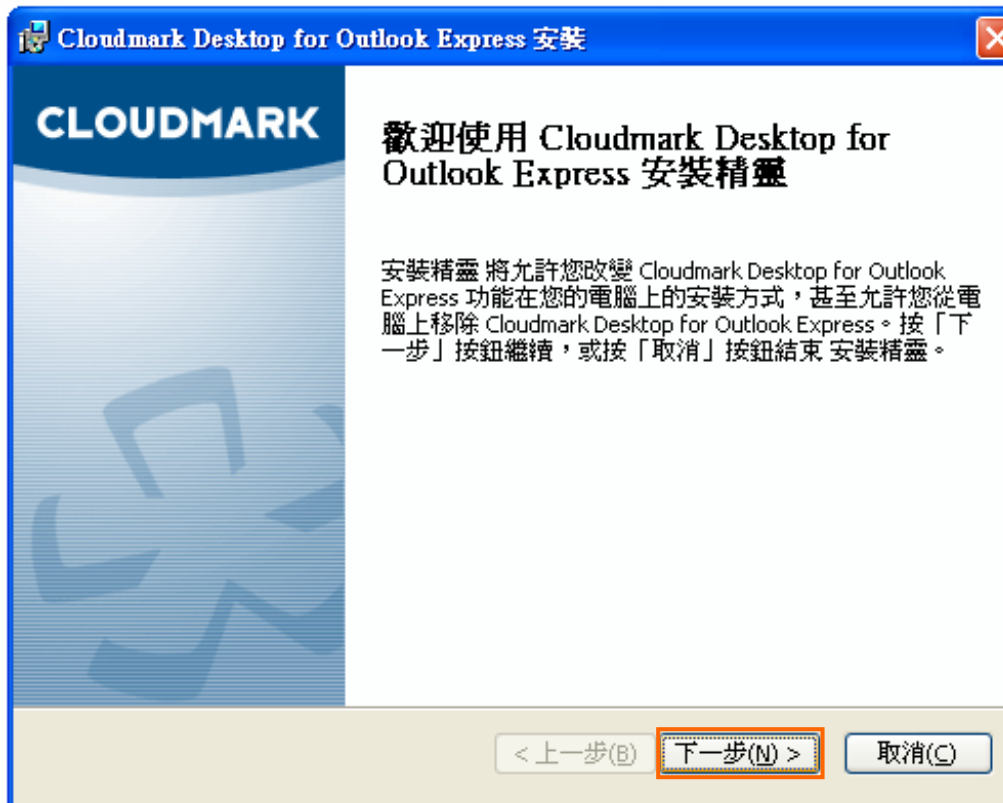 Cloudmark Desktop for Outlook Express 安裝
CLOUDMARK
歡迎使用 Cloudmark Desktop for
Outlook Express 安裝精靈
安裝精靈 將允許您改變 Cloudmark Desktop for Outlook
Express 功能在您的電腦上的安裝方式，甚至允許您從電
腦上移除 Cloudmark Desktop for Outlook Express。按「下
一步」按鈕繼續，或按「取消」按鈕結束 安裝精靈。
< 上一步(B) 下一步(N) > 取消(C)